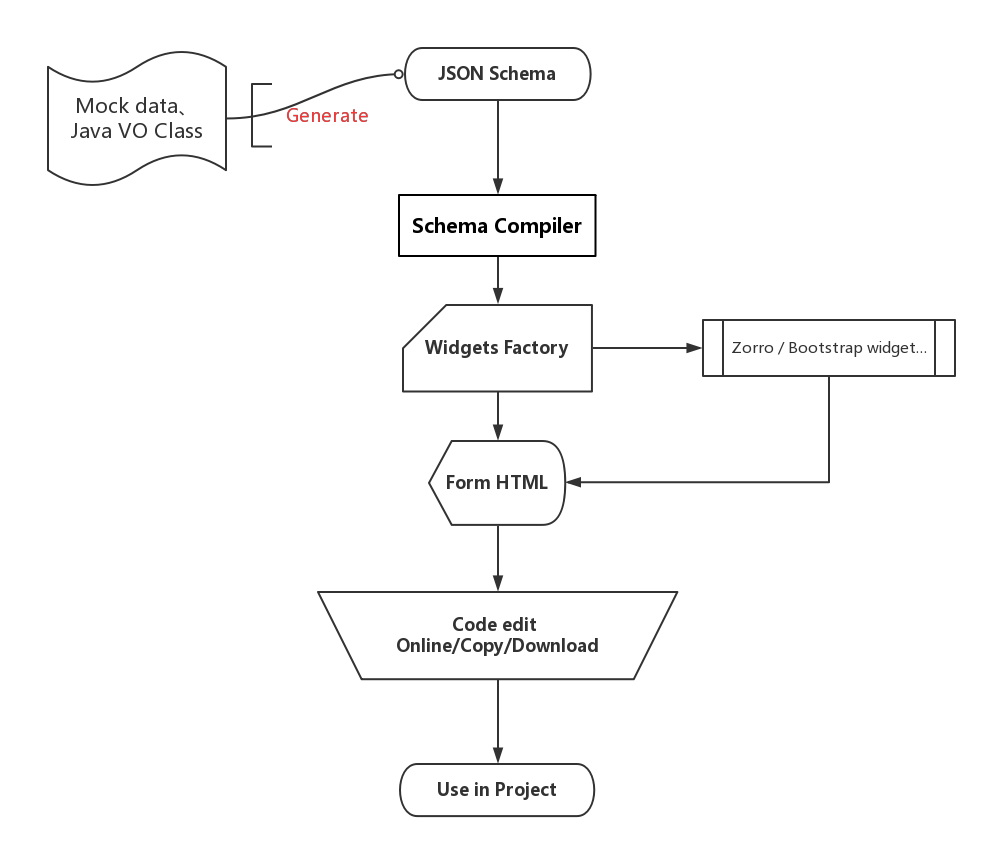 JSON Schema
Mock data、
Java VO Class
Generate
Schema Compiler
Widgets Factory
Zorro / Bootstrap widget...
Form HTML
Code edit
Online/Copy/Download
Use in Project